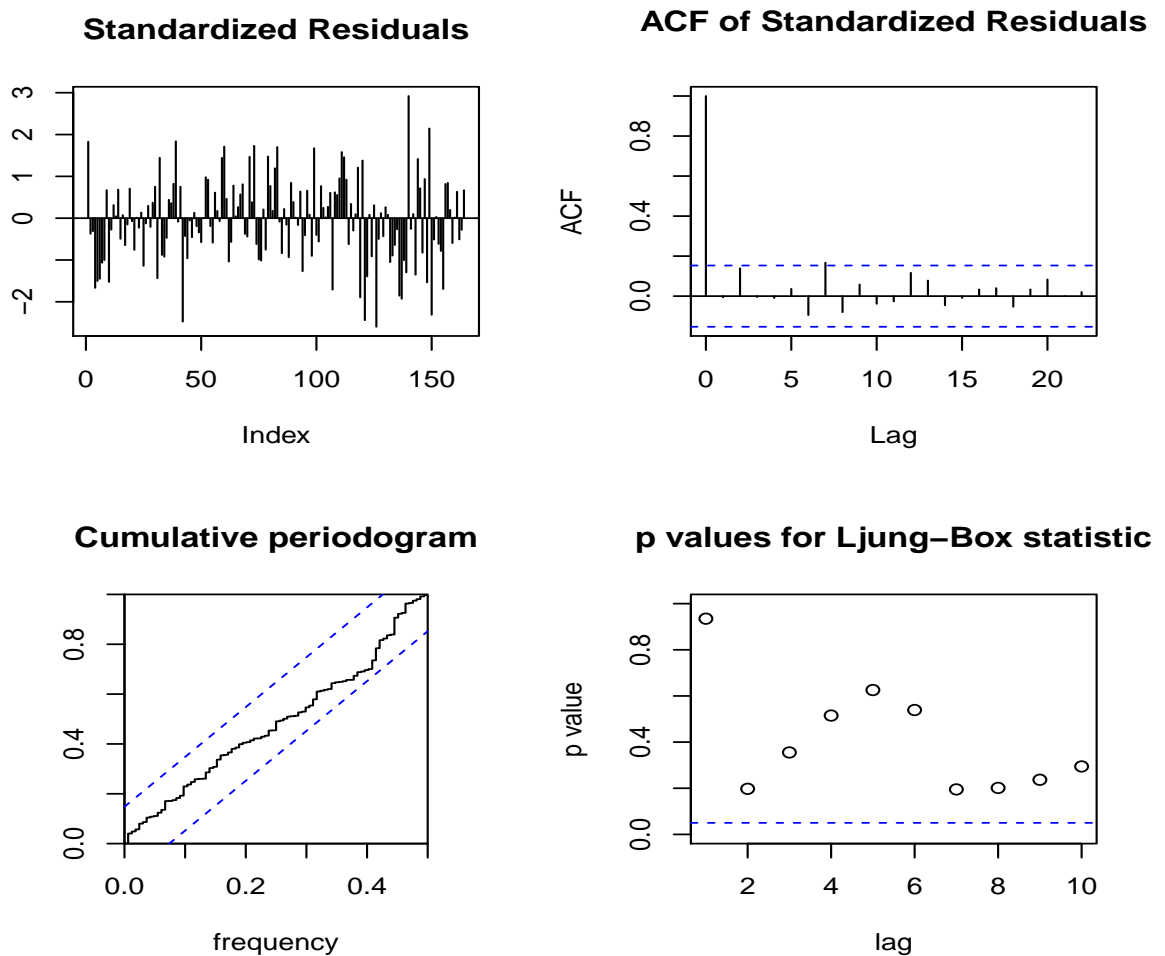 Standardized Residuals
3
2
1
0
−2
0 50 100 150
Index
ACF of Standardized Residuals
ACF
0.8
0.4
0.0
0 5 10 15 20
Lag
Cumulative periodogram
0.8
0.4
0.0
0.0 0.2 0.4
frequency
p values for Ljung−Box statistic
p value
0.8
0.4
0.0
2 4 6 8 10
lag